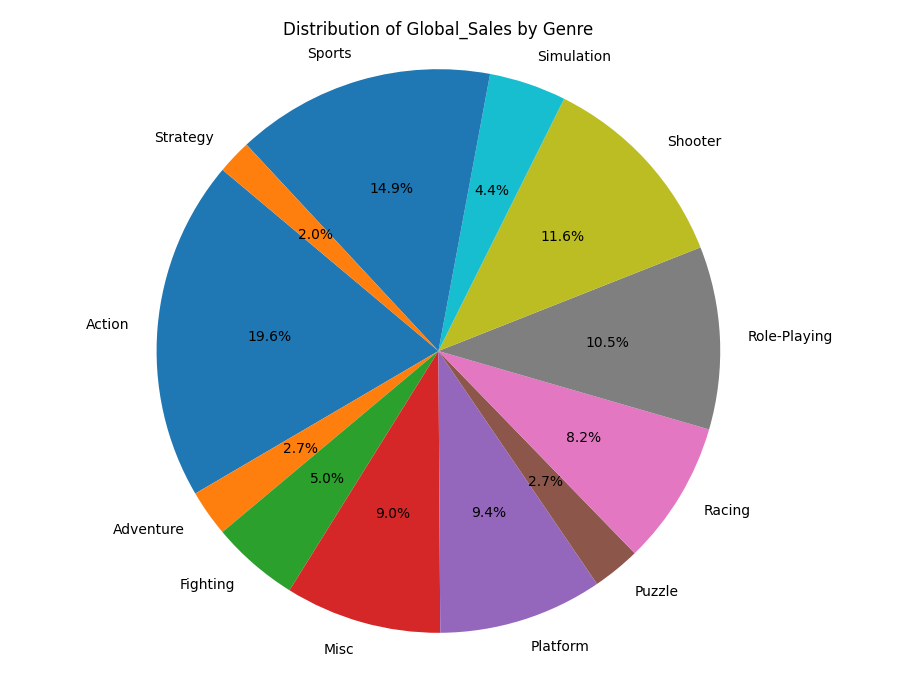 Distribution of Global_Sales by Genre
Sports
Simulation
Strategy
Shooter
14.9%
4.4%
2.0%
11.6%
Action
19.6%
10.5%
Role-Playing
2.7%
8.2%
5.0%
2.7%
9.0%
9.4%
Racing
Adventure
Fighting
Puzzle
Misc
Platform